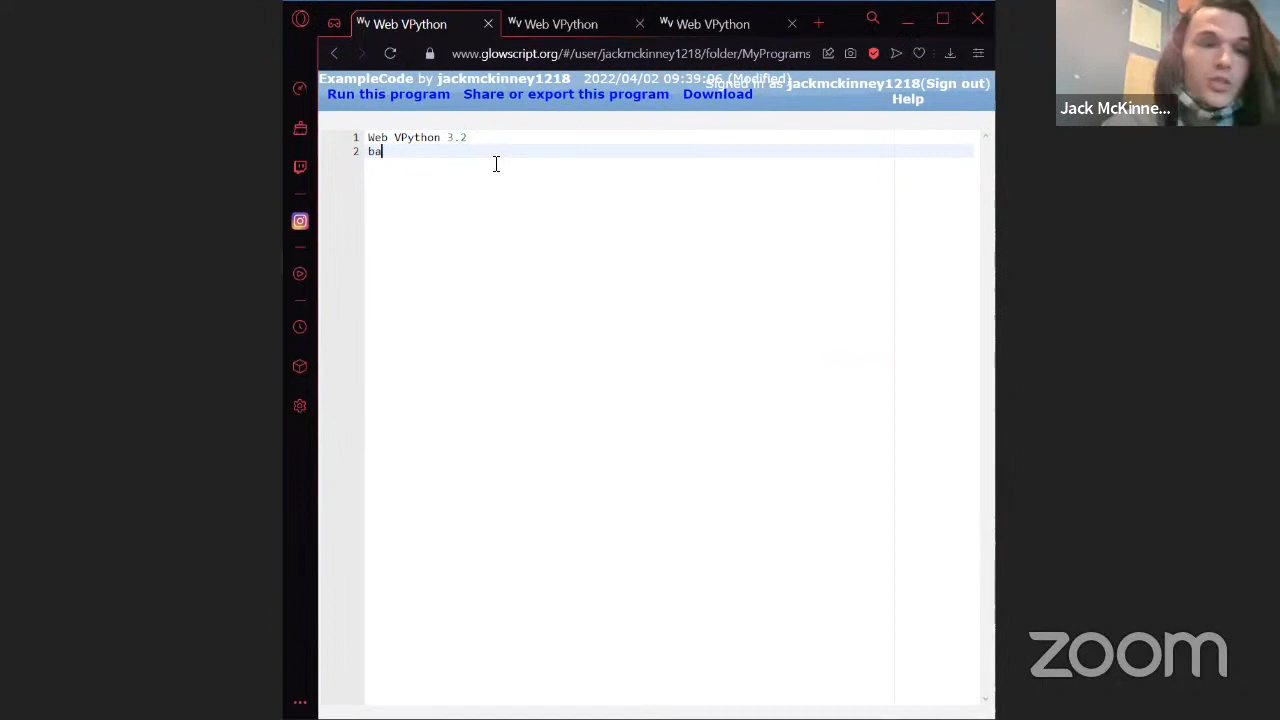 Web VPython
Web VPython
Web VPython
www.glowscript.org/#/user/jackmckinney1218/folder/MyPrograms
ExampleCode by jackmckinney1218 2022/04/02 09:39:06 (Modified)
Signed in as jackmckinney1218(Sign out)
Run this program Share or export this program Download
Help
1 Web VPython 3.2
2 ba
Jack McKinne...
zoom